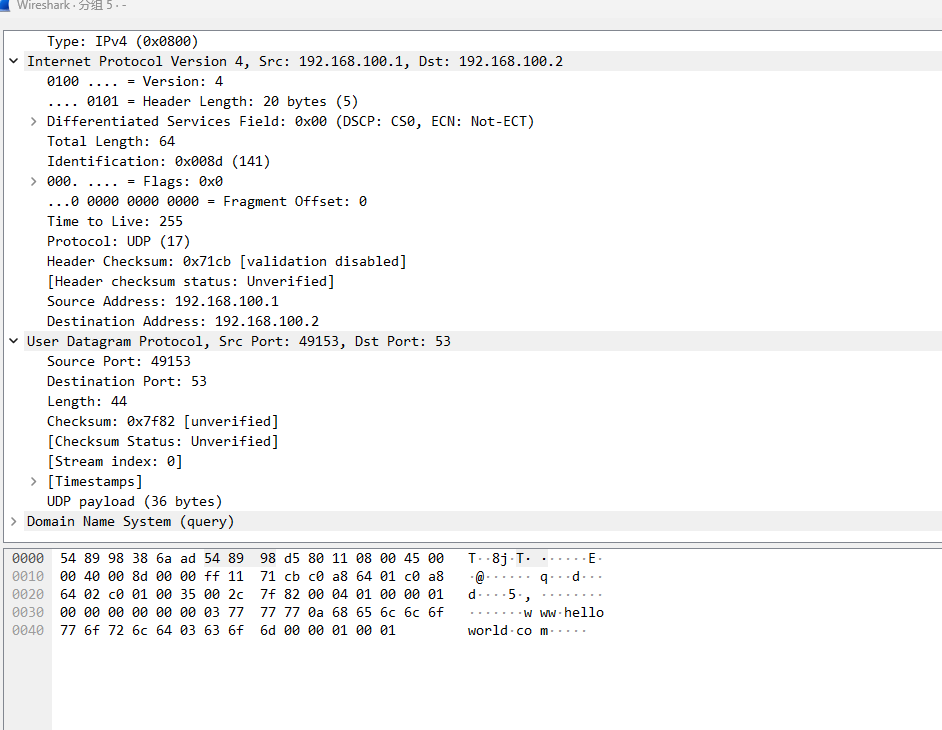 Wireshark · 分组 5 · -
Type: IPv4 (0x0800)
Internet Protocol Version 4, Src: 192.168.100.1, Dst: 192.168.100.2
0100 .... = Version: 4
.... 0101 = Header Length: 20 bytes (5)
Differentiated Services Field: 0x00 (DSCP: CS0, ECN: Not-ECT)
Total Length: 64
Identification: 0x008d (141)
000. .... = Flags: 0x0
...0 0000 0000 0000 = Fragment Offset: 0
Time to Live: 255
Protocol: UDP (17)
Header Checksum: 0x71cb [validation disabled]
[Header checksum status: Unverified]
Source Address: 192.168.100.1
Destination Address: 192.168.100.2
User Datagram Protocol, Src Port: 49153, Dst Port: 53
Source Port: 49153
Destination Port: 53
Length: 44
Checksum: 0x7f82 [unverified]
[Checksum Status: Unverified]
[Stream index: 0]
[Timestamps]
UDP payload (36 bytes)
Domain Name System (query)
0000 54 89 98 38 6a ad 54 89 98 d5 80 11 08 00 45 00 T··8j·T· ······E·
0010 00 40 00 8d 00 00 ff 11 71 cb c0 a8 64 01 c0 a8 ·@······ q···d···
0020 64 02 c0 01 00 35 00 2c 7f 82 00 04 01 00 00 01 d····5·, ········
0030 00 00 00 00 00 00 03 77 77 77 0a 68 65 6c 6c 6f ·······w ww·hello
0040 77 6f 72 6c 64 03 63 6f 6d 00 00 01 00 01 world·co m·····